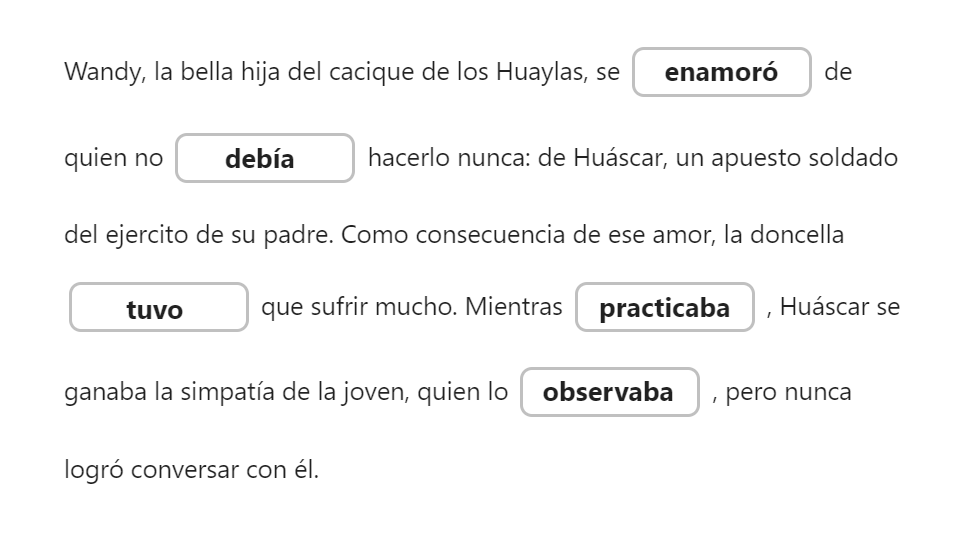 Wandy, la bella hija del cacique de los Huaylas, se enamoró de
quien no debía hacerlo nunca: de Huáscar, un apuesto soldado
del ejercito de su padre. Como consecuencia de ese amor, la doncella
tuvo que sufrir mucho. Mientras practicaba , Huáscar se
ganaba la simpatía de la joven, quien lo observaba , pero nunca
logró conversar con él.